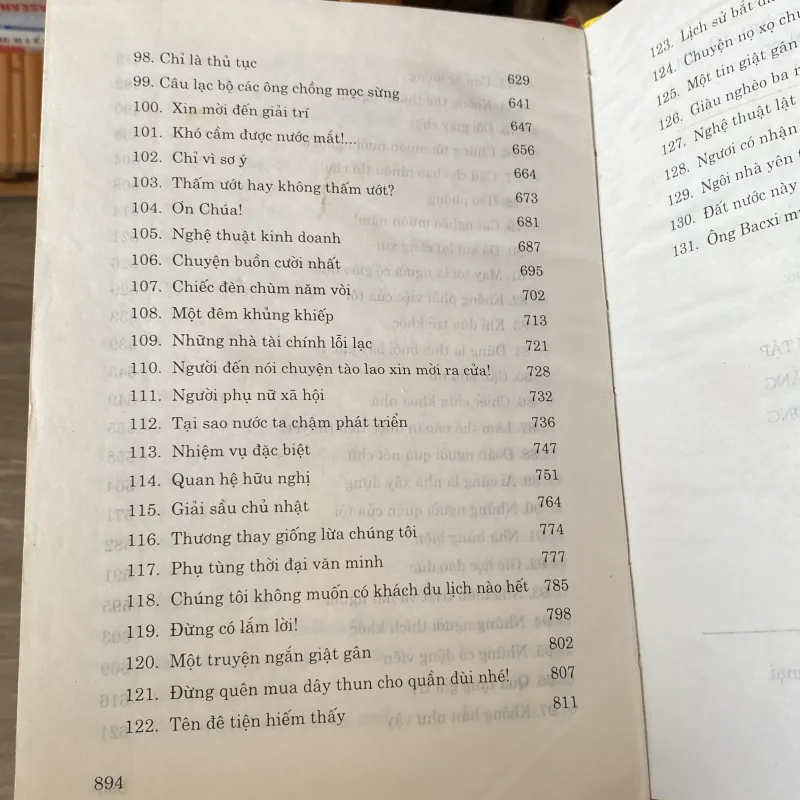 98. Chỉ là thủ tục 629
99. Câu lạc bộ các ông chồng mọc sừng 641
100. Xin mời đến giải trí 647
101. Khó cầm được nước mắt!... 656
102. Chỉ vì sơ ý 664
103. Thấm ướt hay không thấm ướt? 673
104. Ơn Chúa! 681
105. Nghệ thuật kinh doanh 687
106. Chuyện buồn cười nhất 695
107. Chiếc đèn chùm năm vòi 702
108. Một đêm khủng khiếp 713
109. Những nhà tài chính lỗi lạc 721
110. Người đến nói chuyện tào lao xin mời ra cửa! 728
111. Người phụ nữ xã hội 732
112. Tại sao nước ta chậm phát triển 736
113. Nhiệm vụ đặc biệt 747
114. Quan hệ hữu nghị 751
115. Giải sầu chủ nhật 764
116. Thương thay giống lừa chúng tôi 774
117. Phụ tùng thời đại văn minh 777
118. Chúng tôi không muốn có khách du lịch nào hết 785
119. Đừng có lắm lời! 798
120. Một truyện ngắn giật gân 802
121. Đừng quên mua dây thun cho quần dùi nhé! 807
122. Tên đê tiện hiếm thấy 811
894
123. Lịch sử bắt
124. Chuyện nọ xọ
125. Một tin giật gân
126. Giàu nghèo ba
127. Nghệ thuật lật
128. Ngươi có nhận
129. Ngôi nhà yên
130. Đất nước này
131. Ông Bacxi